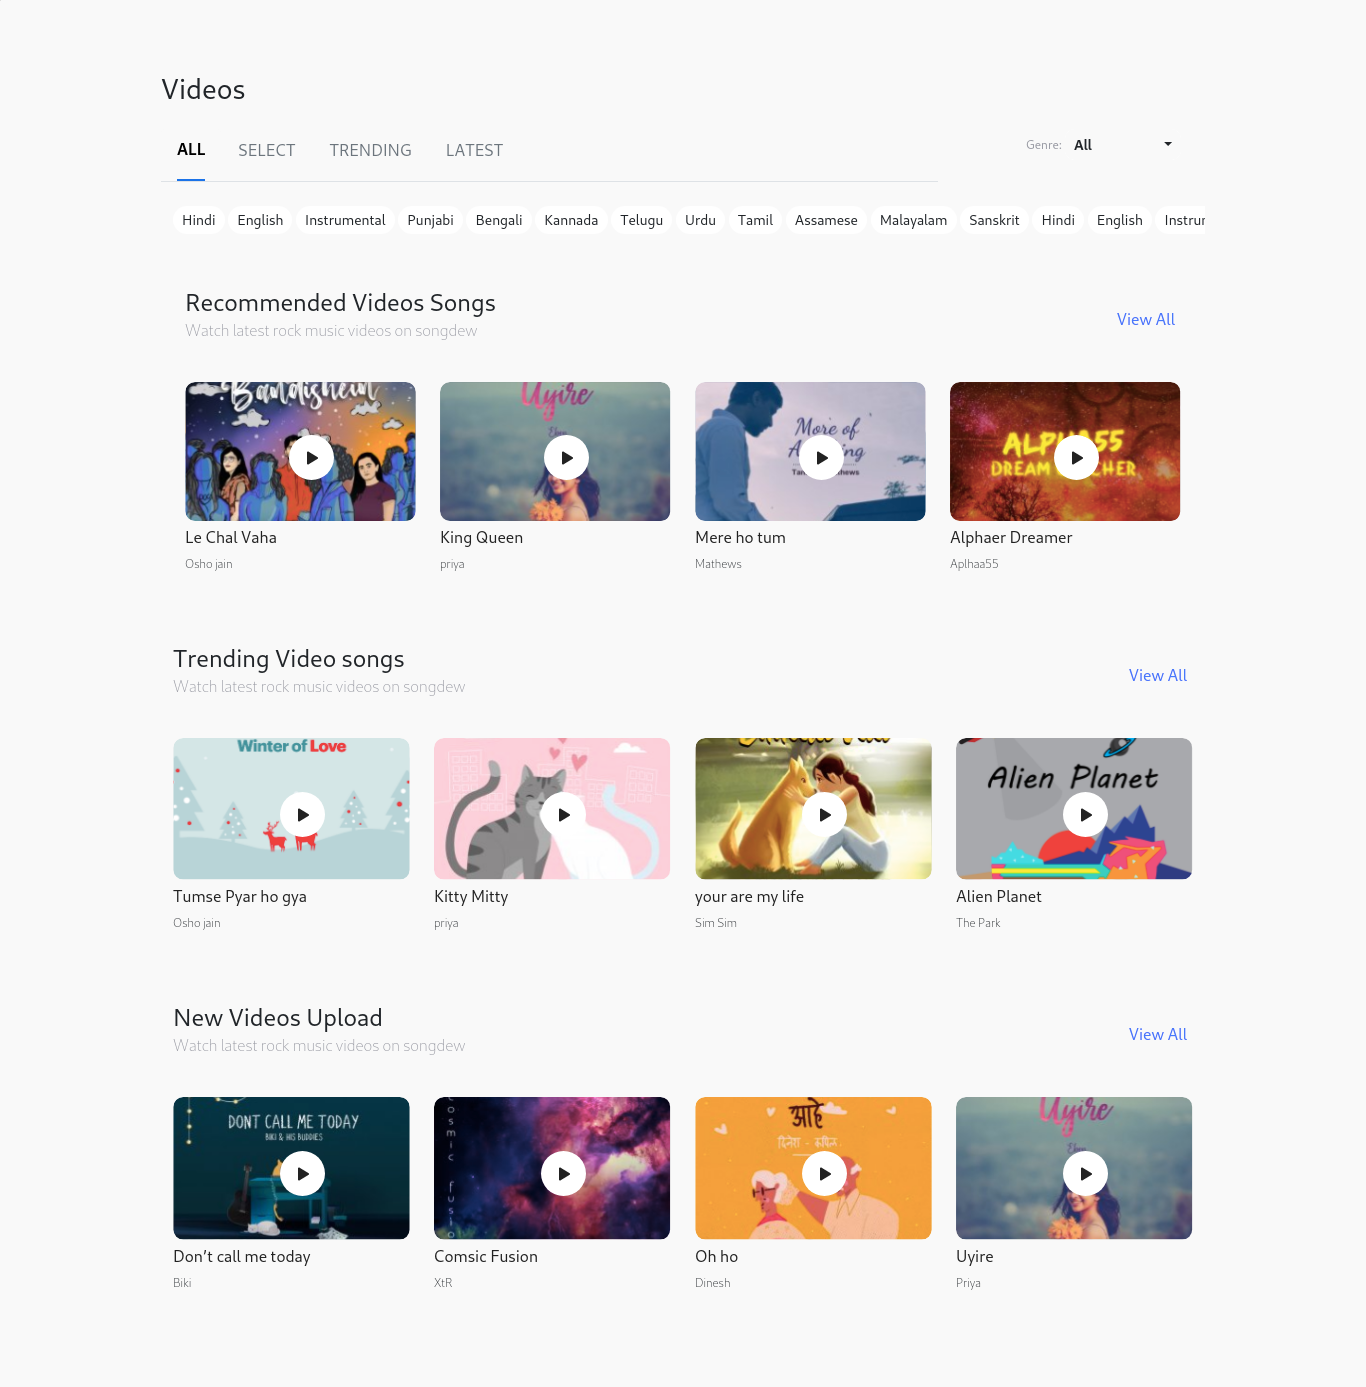 Videos
ALL SELECT TRENDING LATEST Genre: All
Hindi English Instrumental Punjabi Bengali Kannada Telugu Urdu Tamil Assamese Malayalam Sanskrit Hindi English Instrur
Recommended Videos Songs
Watch latest rock music videos on songdew
View All
Bandishein
Uyire
More of
ALPHA55
DREAM
Le Chal Vaha King Queen Mere ho tum Alphaer Dreamer
Osho jain priya Mathews Aplhaa55
Trending Video songs
Watch latest rock music videos on songdew
View All
Winter of Love
Alien Planet
Tumse Pyar ho gya Kitty Mitty your are my life Alien Planet
Osho jain priya Sim Sim The Park
New Videos Upload
Watch latest rock music videos on songdew
View All
DONT CALL ME TODAY
BIKI & HIS BUDDIES
cosmic fusio
आहे
दिनेश - कपिल
Uyire
Don't call me today Comsic Fusion Oh ho Uyire
Biki XtR Dinesh Priya